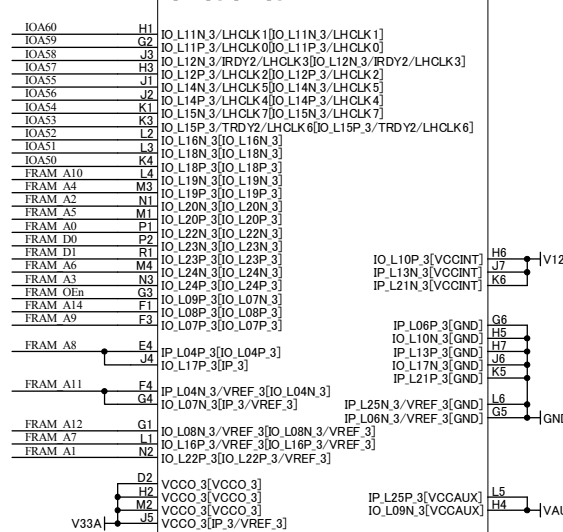 IOA60 H1 IO_L11N_3/LHCLK1[IO_L11N_3/LHCLK1]
IOA59 G2 IO_L11P_3/LHCLK0[IO_L11P_3/LHCLK0]
IOA58 J3 IO_L12N_3/IRDY2/LHCLK3[IO_L12N_3/IRDY2/LHCLK3]
IOA57 H3 IO_L12P_3/LHCLK2[IO_L12P_3/LHCLK2]
IOA55 J1 IO_L14N_3/LHCLK5[IO_L14N_3/LHCLK5]
IOA56 J2 IO_L14P_3/LHCLK4[IO_L14P_3/LHCLK4]
IOA54 K1 IO_L15N_3/LHCLK7[IO_L15N_3/LHCLK7]
IOA53 K3 IO_L15P_3/TRDY2/LHCLK6[IO_L15P_3/TRDY2/LHCLK6]
IOA52 L2 IO_L16N_3[IO_L16N_3]
IOA51 L3 IO_L18N_3[IO_L18N_3]
IOA50 K4 IO_L18P_3[IO_L18P_3]
FRAM_A10 L4 IO_L19N_3[IO_L19N_3]
FRAM_A4 M3 IO_L19P_3[IO_L19P_3]
FRAM_A2 N1 IO_L20N_3[IO_L20N_3]
FRAM_A5 M1 IO_L20P_3[IO_L20P_3]
FRAM_A0 P1 IO_L22N_3[IO_L22N_3]
FRAM_D0 P2 IO_L23N_3[IO_L23N_3]
FRAM_D1 R1 IO_L23P_3[IO_L23P_3] IO_L10P_3[VCCINT] H6 V12
FRAM_A6 M4 IO_L24N_3[IO_L24N_3] IP_L13N_3[VCCINT] J7
FRAM_A3 N3 IO_L24P_3[IO_L24P_3] IP_L21N_3[VCCINT] K6
FRAM_OEn G3 IO_L09P_3[IO_L07N_3]
FRAM_A14 F1 IO_L08P_3[IO_L08P_3]
FRAM_A9 F3 IO_L07P_3[IO_L07P_3] IP_L06P_3[GND] G6
IO_L10N_3[GND] H5
FRAM_A8 E4 IP_L04P_3[IO_L04P_3] IP_L13P_3[GND] H7
J4 IO_L17P_3[IP_3] IO_L17N_3[GND] J6
IP_L21P_3[GND] K5
FRAM_A11 F4 IP_L04N_3/VREF_3[IO_L04N_3]
G4 IO_L07N_3[IP_3/VREF_3] IP_L25N_3/VREF_3[GND] L6
IP_L06N_3/VREF_3[GND] G5 GND
FRAM_A12 G1 IO_L08N_3/VREF_3[IO_L08N_3/VREF_3]
FRAM_A7 L1 IO_L16P_3/VREF_3[IO_L16P_3/VREF_3]
FRAM_A1 N2 IO_L22P_3[IO_L22P_3/VREF_3]
D2 VCCO_3[VCCO_3]
H2 VCCO_3[VCCO_3] IP_L25P_3[VCCAUX] L5
M2 VCCO_3[VCCO_3] IO_L09N_3[VCCAUX] H4 VAU
V33A J5 VCCO_3[IP_3/VREF_3]